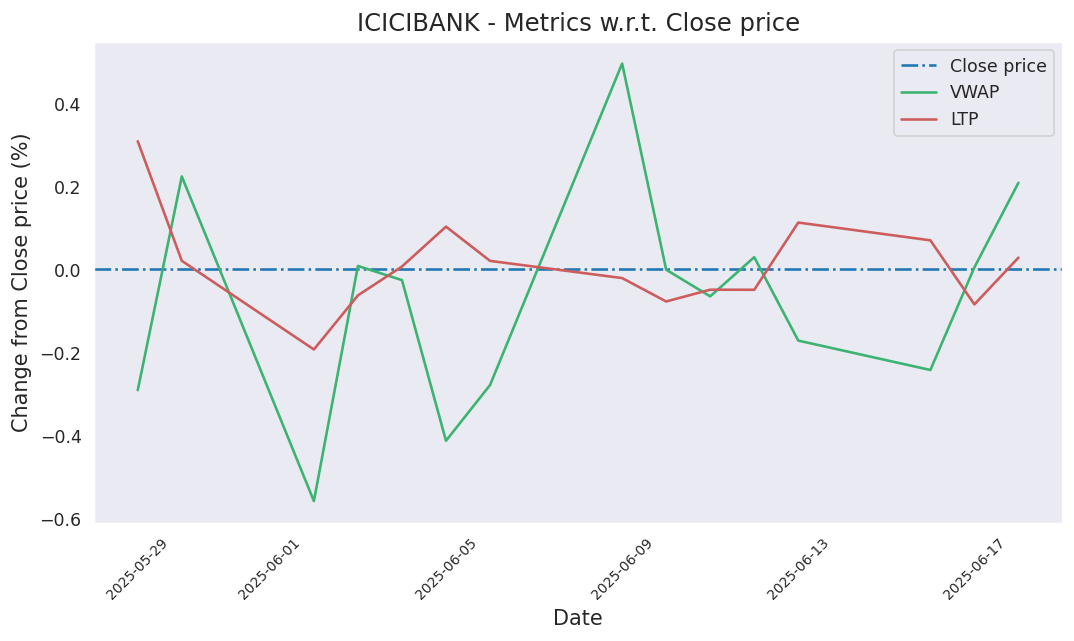 ICICIBANK - Metrics w.r.t. Close price
Close price
VWAP
LTP
Change from Close price (%)
0.4
0.2
0.0
−0.2
−0.4
−0.6
2025-05-29
2025-06-01
2025-06-05
2025-06-09
2025-06-13
2025-06-17
Date